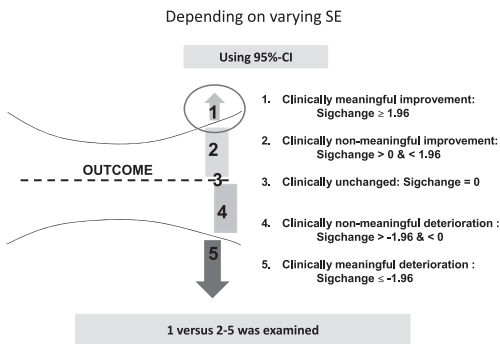 Depending on varying SE
Using 95%-CI
1
2
OUTCOME
3
4
5
1. Clinically meaningful improvement:
Sigchange ≥ 1.96
2. Clinically non-meaningful improvement:
Sigchange > 0 & < 1.96
3. Clinically unchanged: Sigchange = 0
4. Clinically non-meaningful deterioration :
Sigchange > -1.96 & < 0
5. Clinically meaningful deterioration :
Sigchange ≤ -1.96
1 versus 2-5 was examined